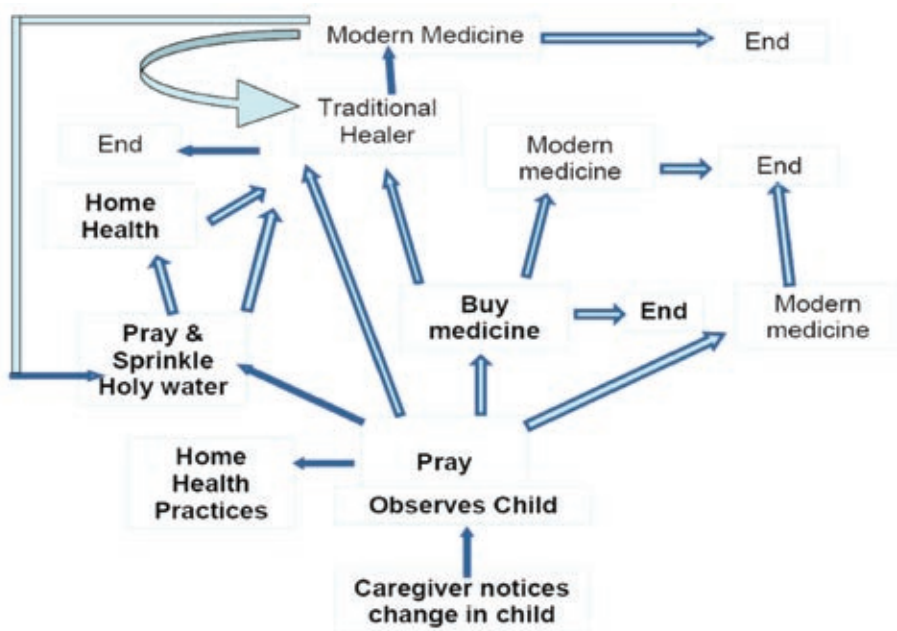 Modern Medicine
End
Traditional
Healer
End
Modern
medicine
End
Home
Health
Buy
medicine
End
Modern
medicine
Pray &
Sprinkle
Holy water
Home
Health
Practices
Pray
Observes Child
Caregiver notices
change in child